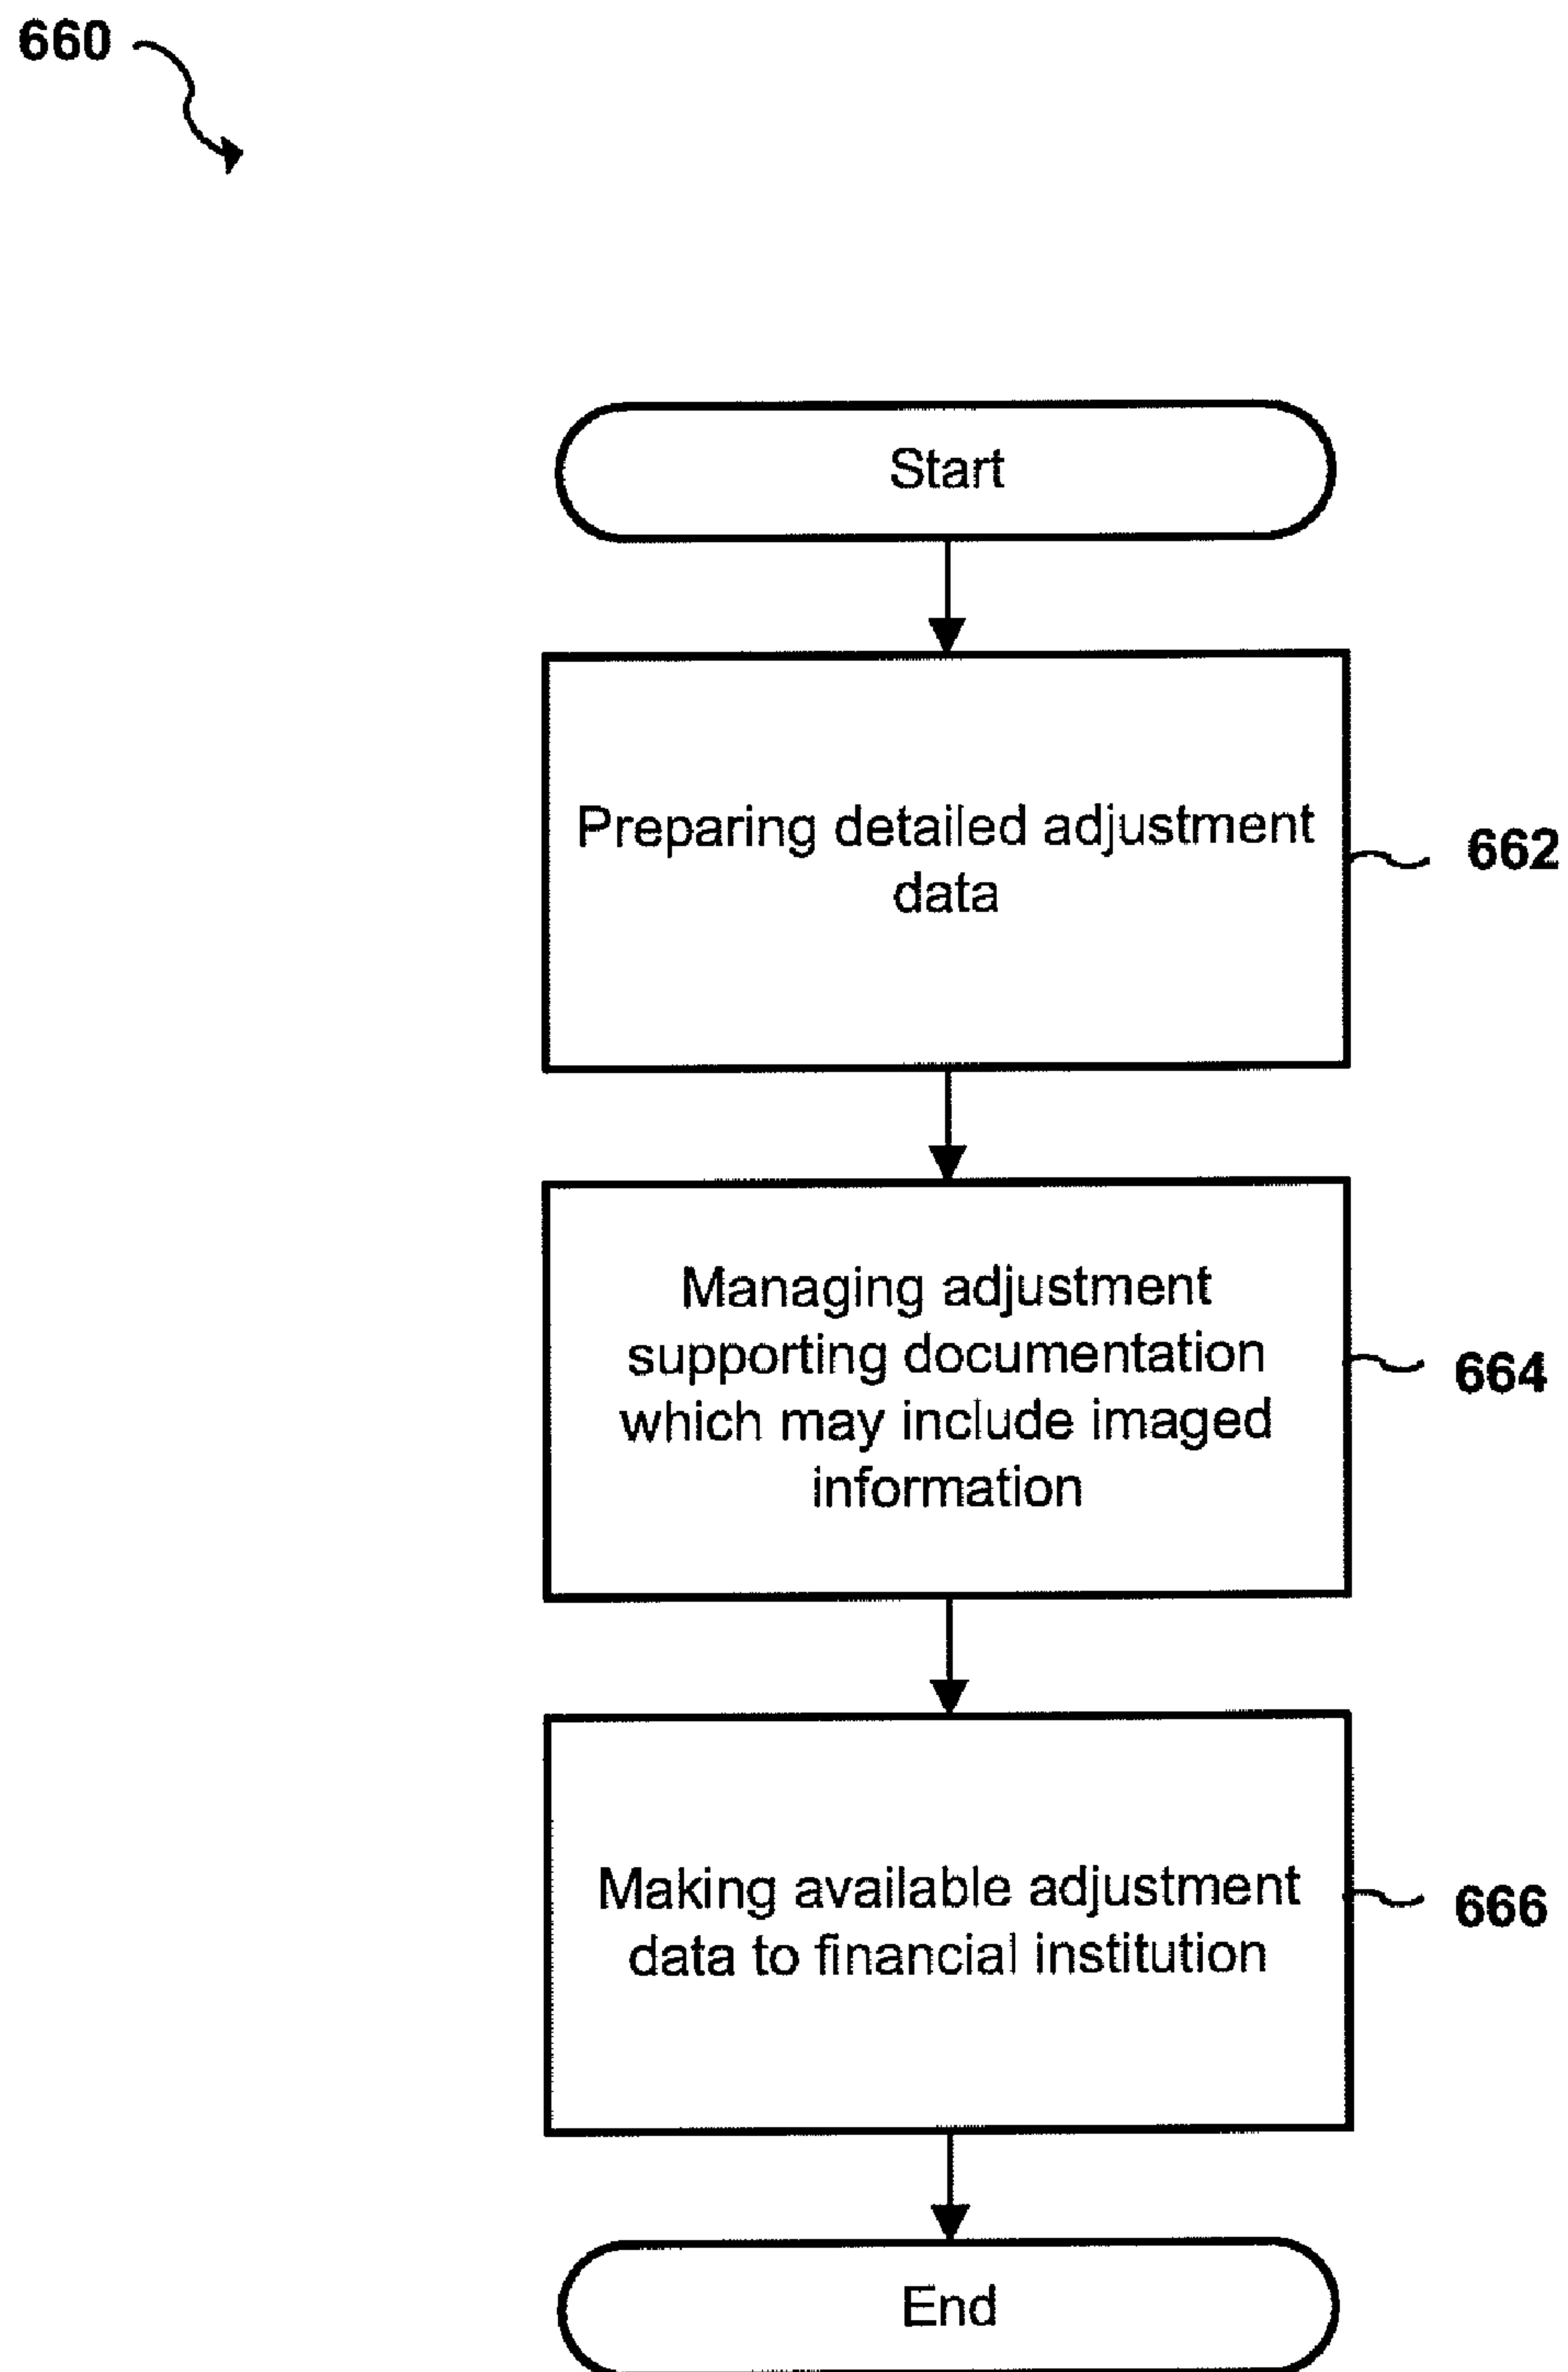 660
Start
Preparing detailed adjustment
data
662
Managing adjustment
supporting documentation
which may include imaged
information
664
Making available adjustment
data to financial institution
666
End